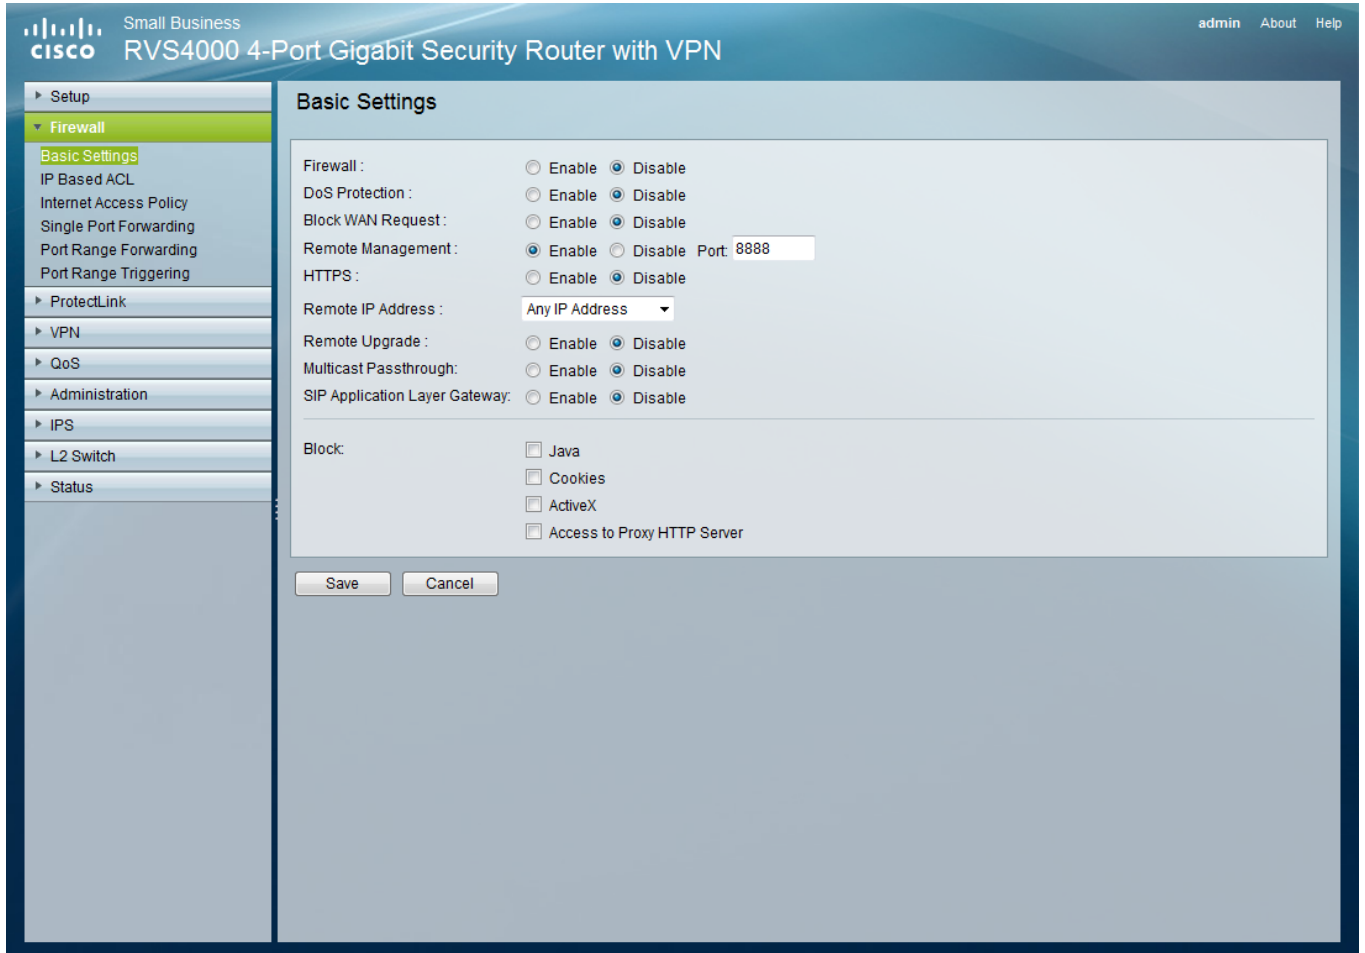 Small Business
admin About Help
CISCO RVS4000 4-Port Gigabit Security Router with VPN
Setup
Firewall
Basic Settings
IP Based ACL
Internet Access Policy
Single Port Forwarding
Port Range Forwarding
Port Range Triggering
ProtectLink
VPN
QoS
Administration
IPS
L2 Switch
Status
Basic Settings
Firewall : Enable Disable
DoS Protection : Enable Disable
Block WAN Request : Enable Disable
Remote Management : Enable Disable Port: 8888
HTTPS : Enable Disable
Remote IP Address : Any IP Address
Remote Upgrade : Enable Disable
Multicast Passthrough: Enable Disable
SIP Application Layer Gateway: Enable Disable
Block: Java
Cookies
ActiveX
Access to Proxy HTTP Server
Save Cancel